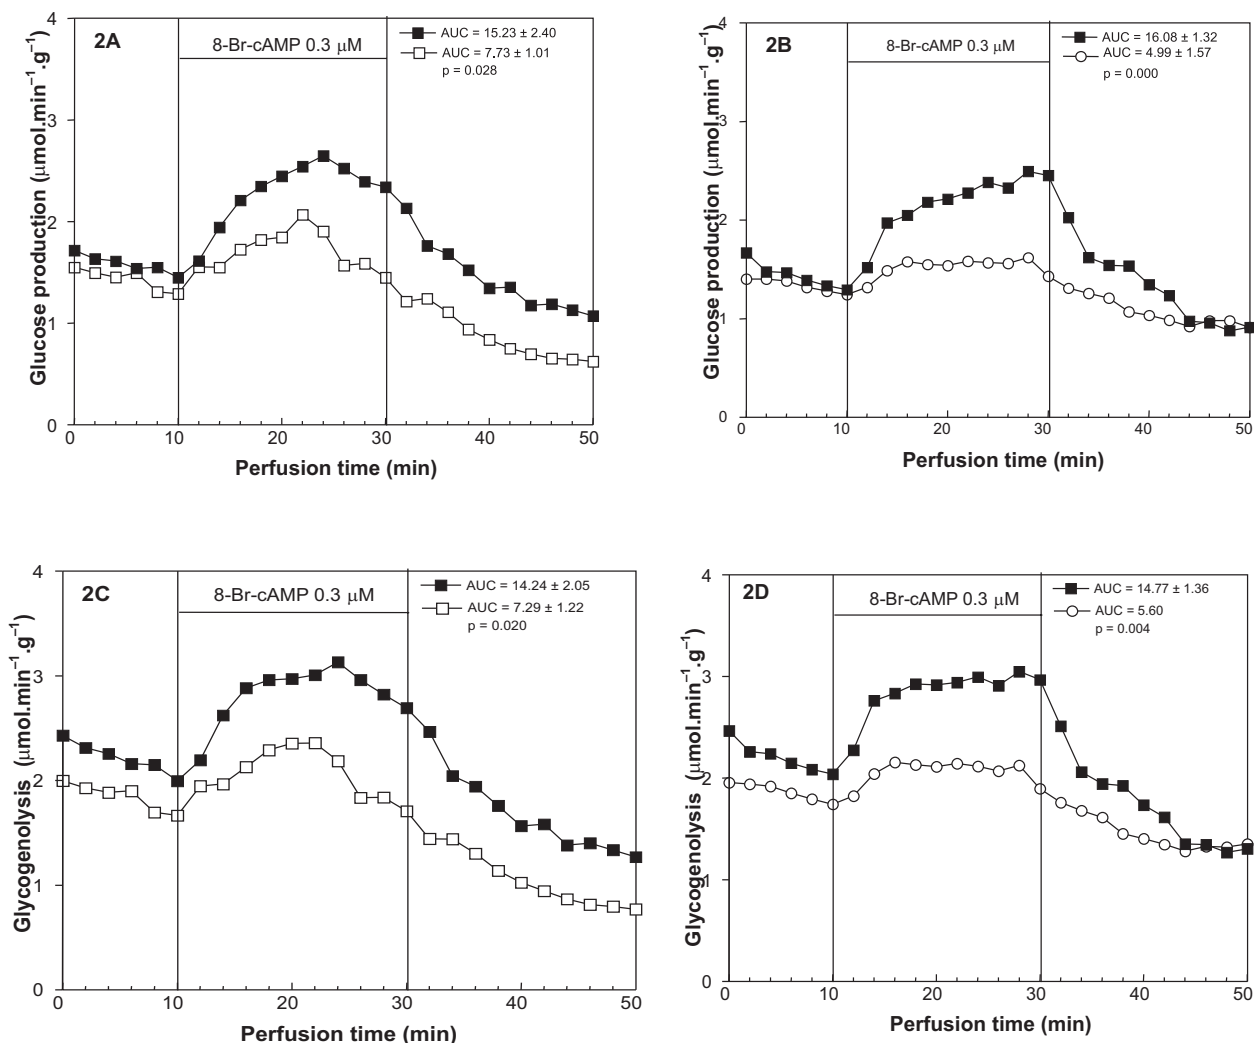 2A
8-Br-cAMP 0.3 μM
AUC = 15.23 ± 2.40
AUC = 7.73 ± 1.01
p = 0.028
Glucose production (μmol.min⁻¹.g⁻¹)
4
3
2
1
0
0 10 20 30 40 50
Perfusion time (min)
2B
8-Br-cAMP 0.3 μM
AUC = 16.08 ± 1.32
AUC = 4.99 ± 1.57
p = 0.000
Glucose production (μmol.min⁻¹.g⁻¹)
4
3
2
1
0
0 10 20 30 40 50
Perfusion time (min)
2C
8-Br-cAMP 0.3 μM
AUC = 14.24 ± 2.05
AUC = 7.29 ± 1.22
p = 0.020
Glycogenolysis (μmol.min⁻¹.g⁻¹)
4
3
2
1
0
0 10 20 30 40 50
Perfusion time (min)
2D
8-Br-cAMP 0.3 μM
AUC = 14.77 ± 1.36
AUC = 5.60
p = 0.004
Glycogenolysis (μmol.min⁻¹.g⁻¹)
4
3
2
1
0
0 10 20 30 40 50
Perfusion time (min)